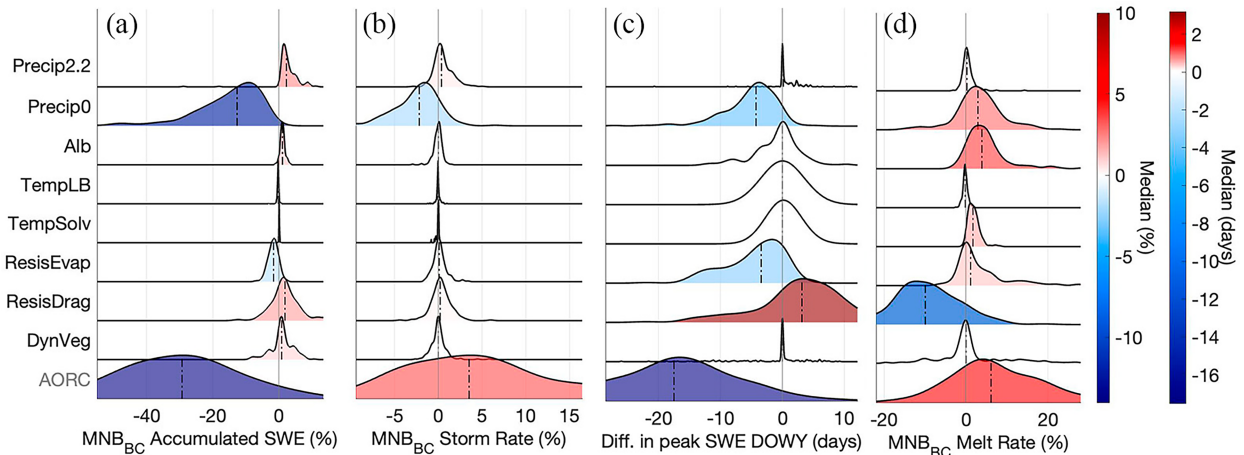 (a)
(b)
(c)
(d)
Precip2.2
Precip0
Alb
TempLB
TempSolv
ResisEvap
ResisDrag
DynVeg
AORC
-40 -20 0
-5 0 5 10 15
-20 -10 0 10
-20 0 20
MNB_BC Accumulated SWE (%)
MNB_BC Storm Rate (%)
Diff. in peak SWE DOWY (days)
MNB_BC Melt Rate (%)
10
5
0
-5
-10
Median (%)
2
0
-2
-4
-6
-8
-10
-12
-14
-16
Median (days)